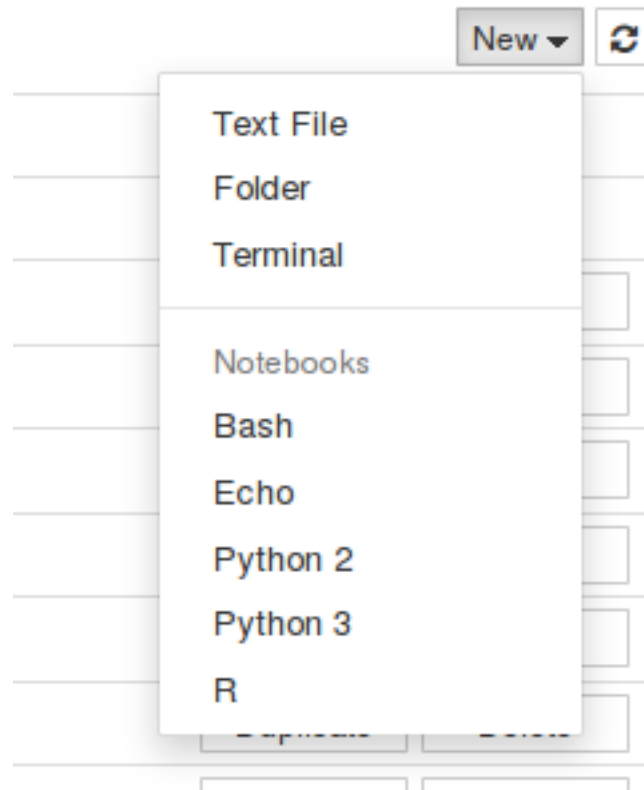 New
Text File
Folder
Terminal
Notebooks
Bash
Echo
Python 2
Python 3
R